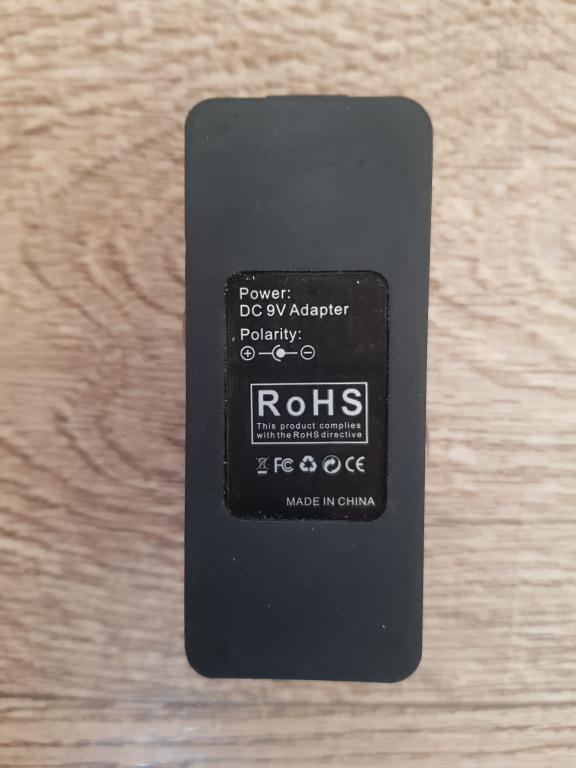 Power:
DC 9V Adapter
Polarity:
RoHS
This product complies
with the RoHS directive
FC CE
MADE IN CHINA